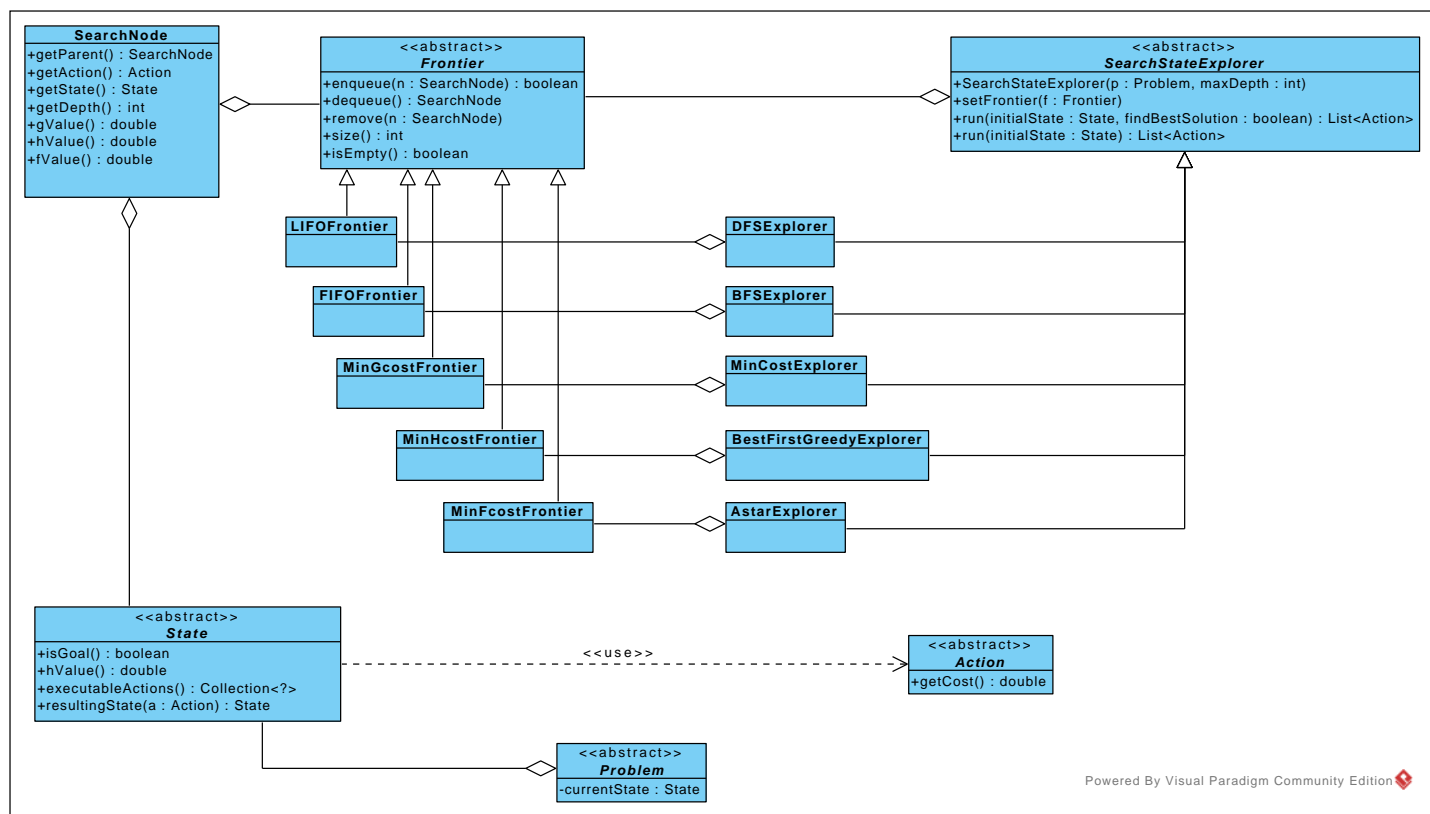 SearchNode
+getParent() : SearchNode
+getAction() : Action
+getState() : State
+getDepth() : int
+gValue() : double
+hValue() : double
+fValue() : double
<<abstract>>
Frontier
+enqueue(n : SearchNode) : boolean
+dequeue() : SearchNode
+remove(n : SearchNode)
+size() : int
+isEmpty() : boolean
<<abstract>>
SearchStateExplorer
+SearchStateExplorer(p : Problem, maxDepth : int)
+setFrontier(f : Frontier)
+run(initialState : State, findBestSolution : boolean) : List<Action>
+run(initialState : State) : List<Action>
LIFOFrontier
DFSExplorer
FIFOFrontier
BFSExplorer
MinGcostFrontier
MinCostExplorer
MinHcostFrontier
BestFirstGreedyExplorer
MinFcostFrontier
AstarExplorer
<<abstract>>
State
+isGoal() : boolean
+hValue() : double
+executableActions() : Collection<?>
+resultingState(a : Action) : State
<<use>>
<<abstract>>
Action
+getCost() : double
<<abstract>>
Problem
-currentState : State
Powered By Visual Paradigm Community Edition